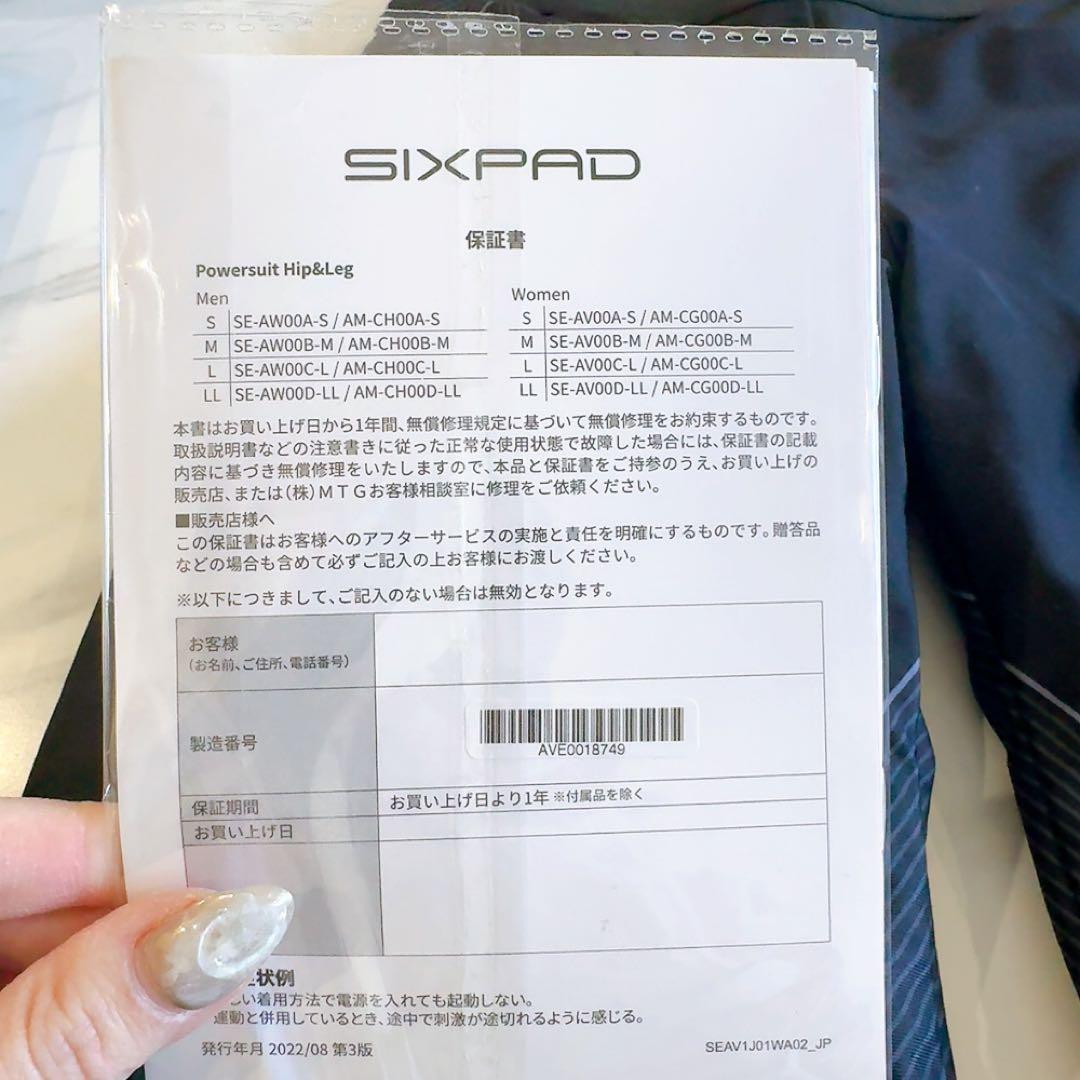 SIXPAD
保証書
Powersuit Hip&Leg
Men
S SE-AW00A-S / AM-CH00A-S
M SE-AW00B-M / AM-CH00B-M
L SE-AW00C-L / AM-CH00C-L
LL SE-AW00D-LL / AM-CH00D-LL
Women
S SE-AV00A-S / AM-CG00A-S
M SE-AV00B-M / AM-CG00B-M
L SE-AV00C-L / AM-CG00C-L
LL SE-AV00D-LL / AM-CG00D-LL
本書はお買い上げ日から1年間、無償修理規定に基づいて無償修理をお約束するものです。
取扱説明書などの注意書きに従った正常な使用状態で故障した場合には、保証書の記載
内容に基づき無償修理をいたしますので、本品と保証書をご持参のうえ、お買い上げの
販売店、または(株)MTGお客様相談室に修理をご依頼ください。
■販売店様へ
この保証書はお客様へのアフターサービスの実施と責任を明確にするものです。贈答品
などの場合も含めて必ずご記入の上お客様にお渡しください。
※以下につきまして、ご記入のない場合は無効となります。
お客様
(お名前、ご住所、電話番号)
製造番号
AVE0018749
保証期間 お買い上げ日より1年 ※付属品を除く
お買い上げ日
状例
しい着用方法で電源を入れても起動しない。
運動と併用しているとき、途中で刺激が途切れるように感じる。
発行年月 2022/08 第3版
SEAV1J01WA02_JP